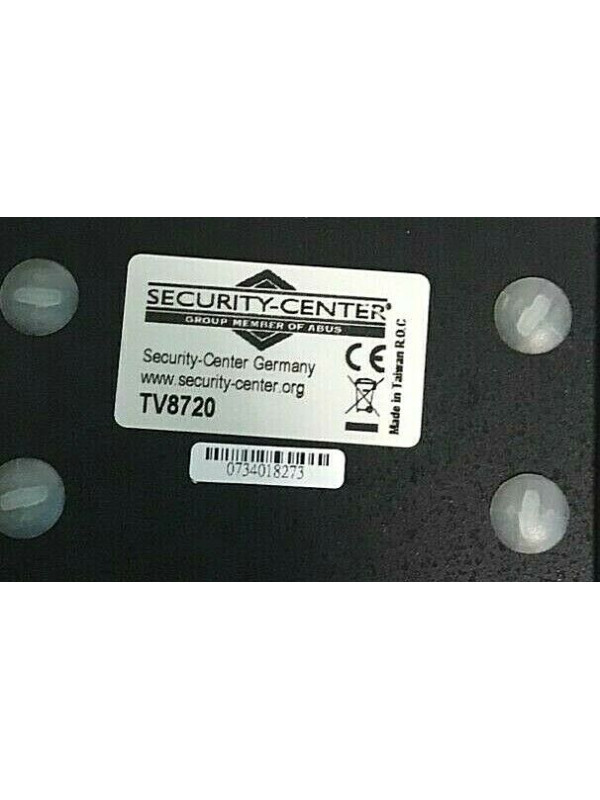 SECURITY-CENTER®
GROUP MEMBER OF ABUS
Security-Center Germany
www.security-center.org
TV8720
CE
Made in Taiwan R.O.C
0734018273